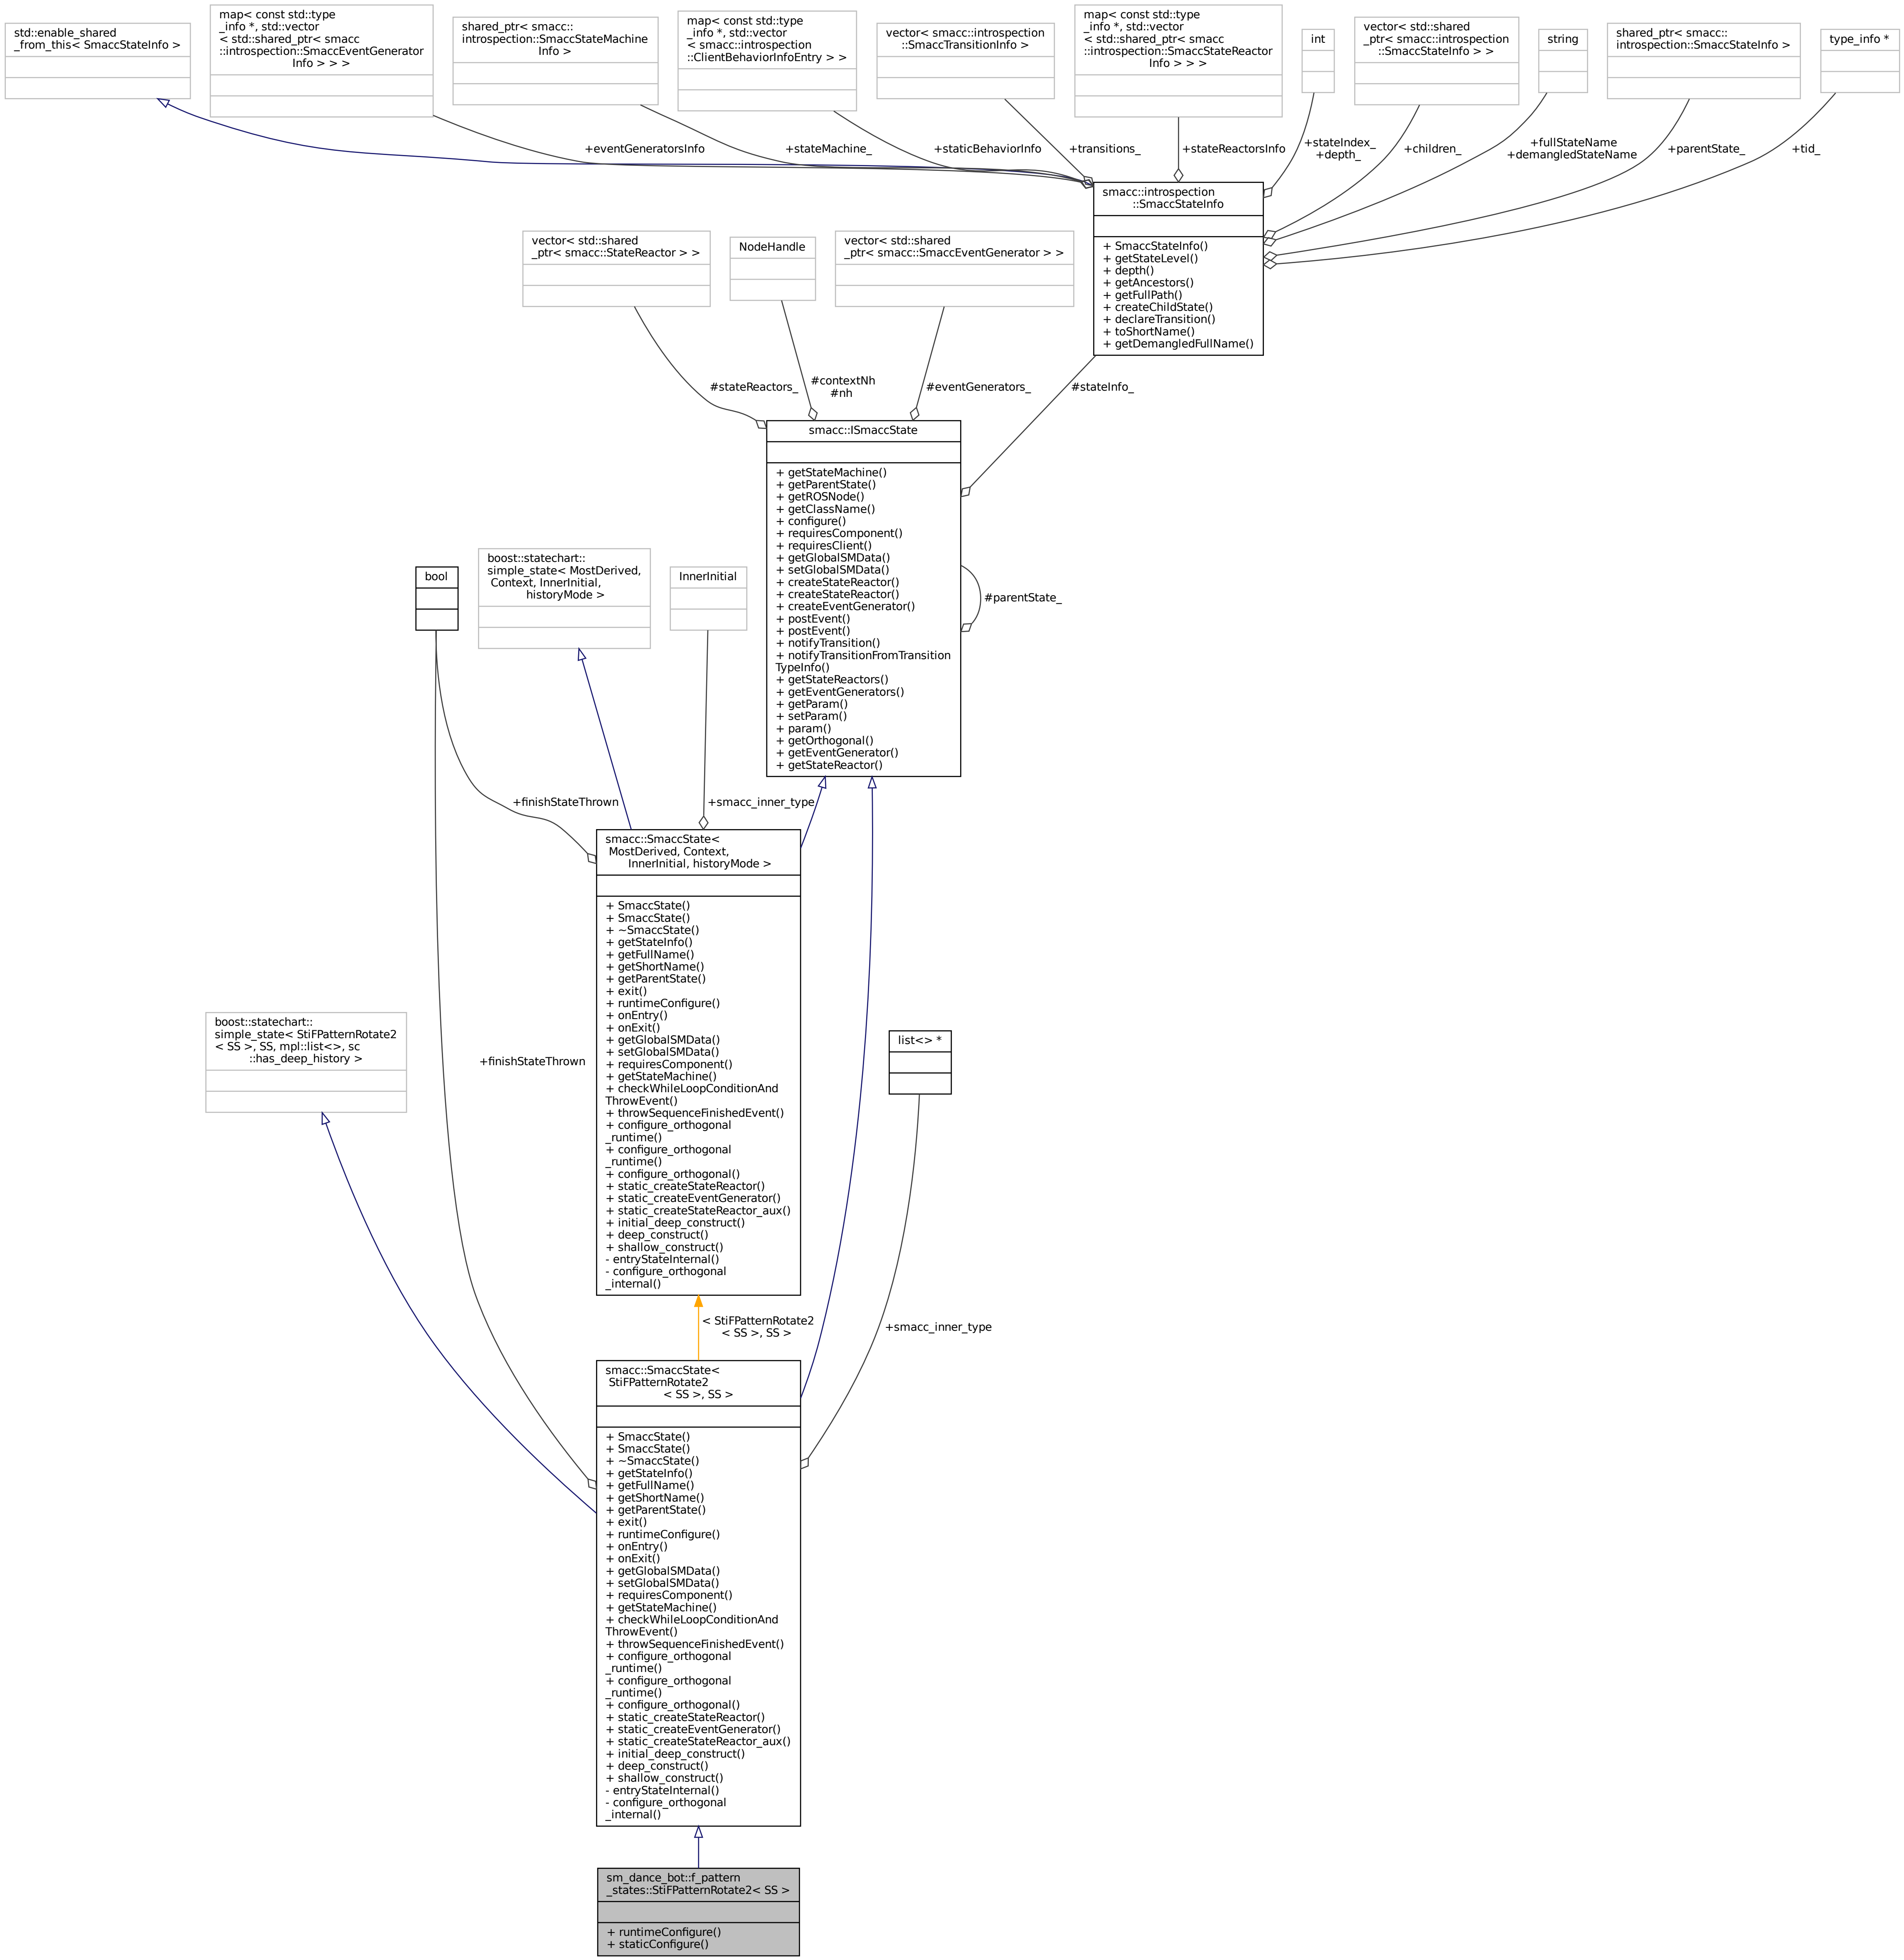 std::enable_shared
_from_this< SmaccStateInfo >
map< const std::type
_info *, std::vector
< std::shared_ptr< smacc
::introspection::SmaccEventGenerator
Info > > >
shared_ptr< smacc::
introspection::SmaccStateMachine
Info >
map< const std::type
_info *, std::vector
< smacc::introspection
::ClientBehaviorInfoEntry > >
vector< smacc::introspection
::SmaccTransitionInfo >
map< const std::type
_info *, std::vector
< std::shared_ptr< smacc
::introspection::SmaccStateReactor
Info > > >
int
vector< std::shared
_ptr< smacc::introspection
::SmaccStateInfo > >
string
shared_ptr< smacc::
introspection::SmaccStateInfo >
type_info *
+eventGeneratorsInfo
+stateMachine_
+staticBehaviorInfo
+transitions_
+stateReactorsInfo
+stateIndex_
+depth_
+children_
+fullStateName
+demangledStateName
+parentState_
+tid_
smacc::introspection
::SmaccStateInfo
+ SmaccStateInfo()
+ getStateLevel()
+ depth()
+ getAncestors()
+ getFullPath()
+ createChildState()
+ declareTransition()
+ toShortName()
+ getDemangledFullName()
vector< std::shared
_ptr< smacc::StateReactor > >
NodeHandle
vector< std::shared
_ptr< smacc::SmaccEventGenerator > >
#stateReactors_
#contextNh
#nh
#eventGenerators_
#stateInfo_
smacc::ISmaccState
+ getStateMachine()
+ getParentState()
+ getROSNode()
+ getClassName()
+ configure()
+ requiresComponent()
+ requiresClient()
+ getGlobalSMData()
+ setGlobalSMData()
+ createStateReactor()
+ createStateReactor()
+ createEventGenerator()
+ postEvent()
+ postEvent()
+ notifyTransition()
+ notifyTransitionFromTransition
TypeInfo()
+ getStateReactors()
+ getEventGenerators()
+ getParam()
+ setParam()
+ param()
+ getOrthogonal()
+ getEventGenerator()
+ getStateReactor()
#parentState_
bool
boost::statechart::
simple_state< MostDerived,
Context, InnerInitial,
historyMode >
InnerInitial
+finishStateThrown
+smacc_inner_type
smacc::SmaccState<
MostDerived, Context,
InnerInitial, historyMode >
+ SmaccState()
+ SmaccState()
+ ~SmaccState()
+ getStateInfo()
+ getFullName()
+ getShortName()
+ getParentState()
+ exit()
+ runtimeConfigure()
+ onEntry()
+ onExit()
+ getGlobalSMData()
+ setGlobalSMData()
+ requiresComponent()
+ getStateMachine()
+ checkWhileLoopConditionAnd
ThrowEvent()
+ throwSequenceFinishedEvent()
+ configure_orthogonal
_runtime()
+ configure_orthogonal
_runtime()
+ configure_orthogonal()
+ static_createStateReactor()
+ static_createEventGenerator()
+ static_createStateReactor_aux()
+ initial_deep_construct()
+ deep_construct()
+ shallow_construct()
- entryStateInternal()
- configure_orthogonal
_internal()
boost::statechart::
simple_state< StiFPatternRotate2
< SS >, SS, mpl::list<>, sc
::has_deep_history >
+finishStateThrown
list<> *
< StiFPatternRotate2
< SS >, SS >
+smacc_inner_type
smacc::SmaccState<
StiFPatternRotate2
< SS >, SS >
+ SmaccState()
+ SmaccState()
+ ~SmaccState()
+ getStateInfo()
+ getFullName()
+ getShortName()
+ getParentState()
+ exit()
+ runtimeConfigure()
+ onEntry()
+ onExit()
+ getGlobalSMData()
+ setGlobalSMData()
+ requiresComponent()
+ getStateMachine()
+ checkWhileLoopConditionAnd
ThrowEvent()
+ throwSequenceFinishedEvent()
+ configure_orthogonal
_runtime()
+ configure_orthogonal
_runtime()
+ configure_orthogonal()
+ static_createStateReactor()
+ static_createEventGenerator()
+ static_createStateReactor_aux()
+ initial_deep_construct()
+ deep_construct()
+ shallow_construct()
- entryStateInternal()
- configure_orthogonal
_internal()
sm_dance_bot::f_pattern
_states::StiFPatternRotate2< SS >
+ runtimeConfigure()
+ staticConfigure()